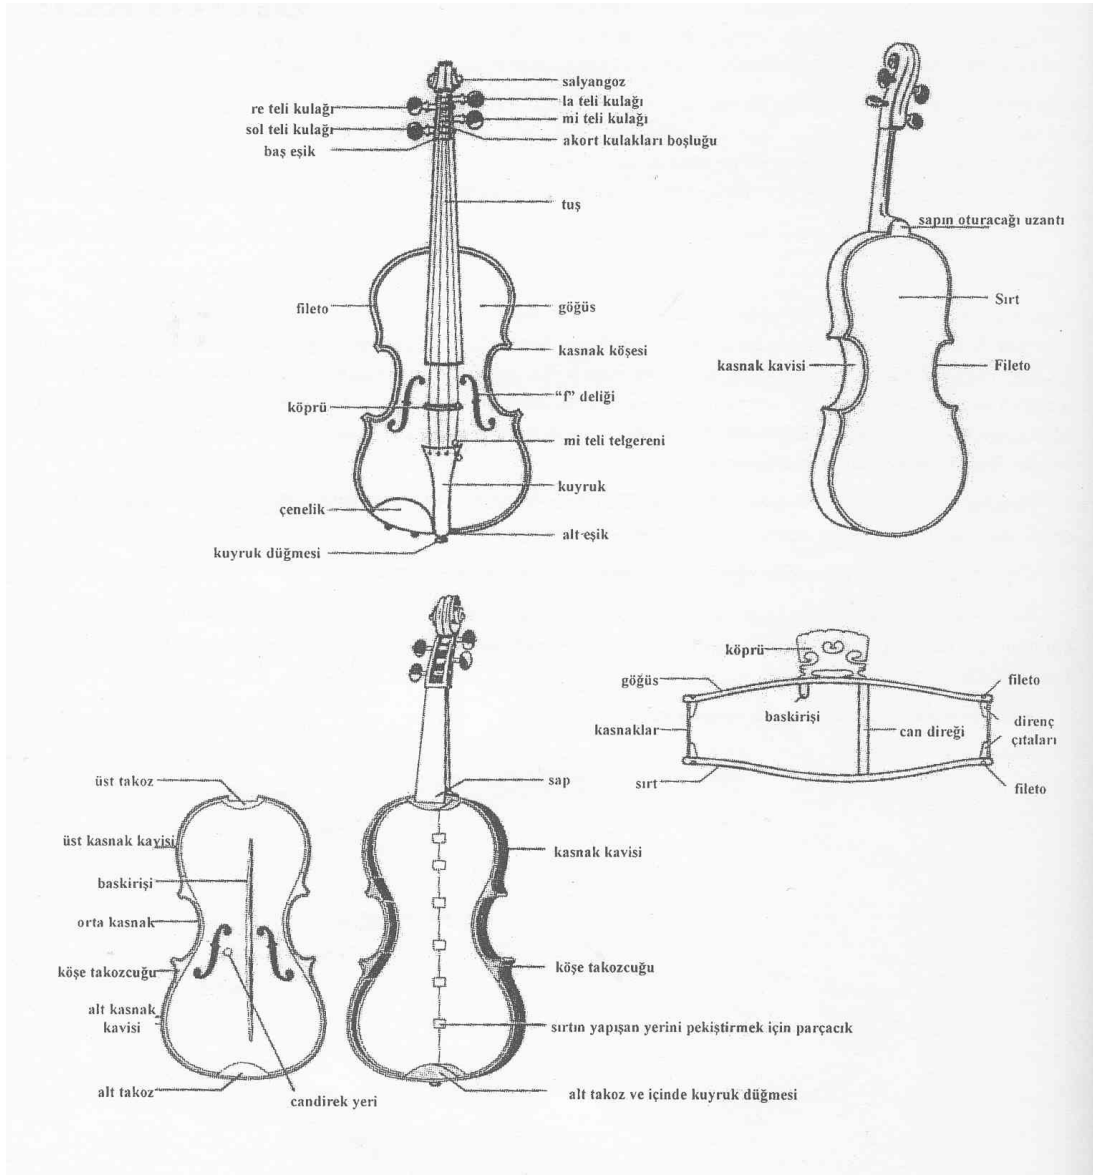 salyangoz
re teli kulağı
la teli kulağı
mi teli kulağı
sol teli kulağı
akort kulakları boşluğu
baş eşik
tuş
sapın oturacağı uzantı
fileto
göğüs
Sırt
kasnak köşesi
kasnak kavisi
Fileto
"f" deliği
köprü
mi teli telgereni
kuyruk
çenelik
alt eşik
kuyruk düğmesi
köprü
göğüs
fileto
baskirişi
kasnaklar
can direği
direnç
çıtaları
sırt
fileto
üst takoz
sap
üst kasnak kavisi
kasnak kavisi
baskirişi
orta kasnak
köşe takozcuğu
köşe takozcuğu
alt kasnak
kavisi
sırtın yapışan yerini pekiştirmek için parçacık
alt takoz
candirek yeri
alt takoz ve içinde kuyruk düğmesi